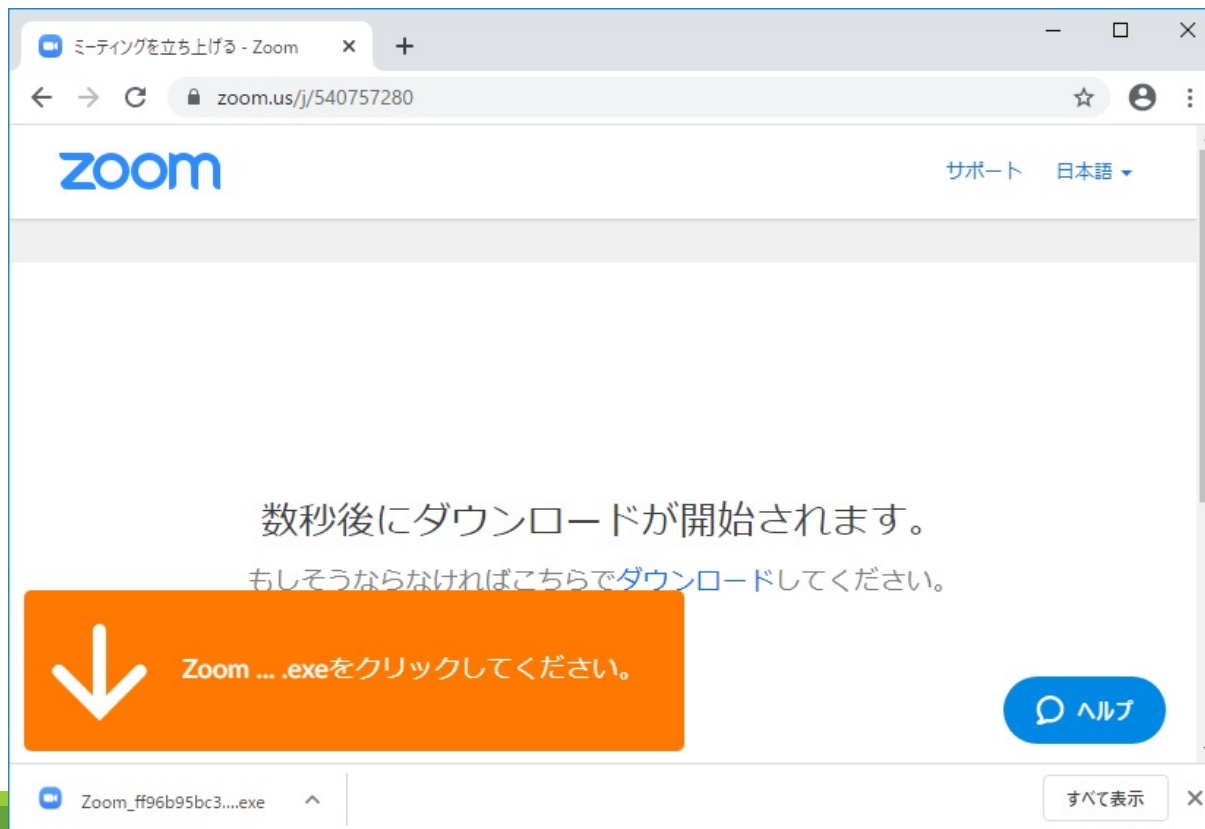 ミーティングを立ち上げる - Zoom
zoom.us/j/540757280
zoom
サポート 日本語
数秒後にダウンロードが開始されます。
もしそうならなければこちらでダウンロードしてください。
Zoom ... .exeをクリックしてください。
ヘルプ
Zoom_ff96b95bc3....exe
すべて表示